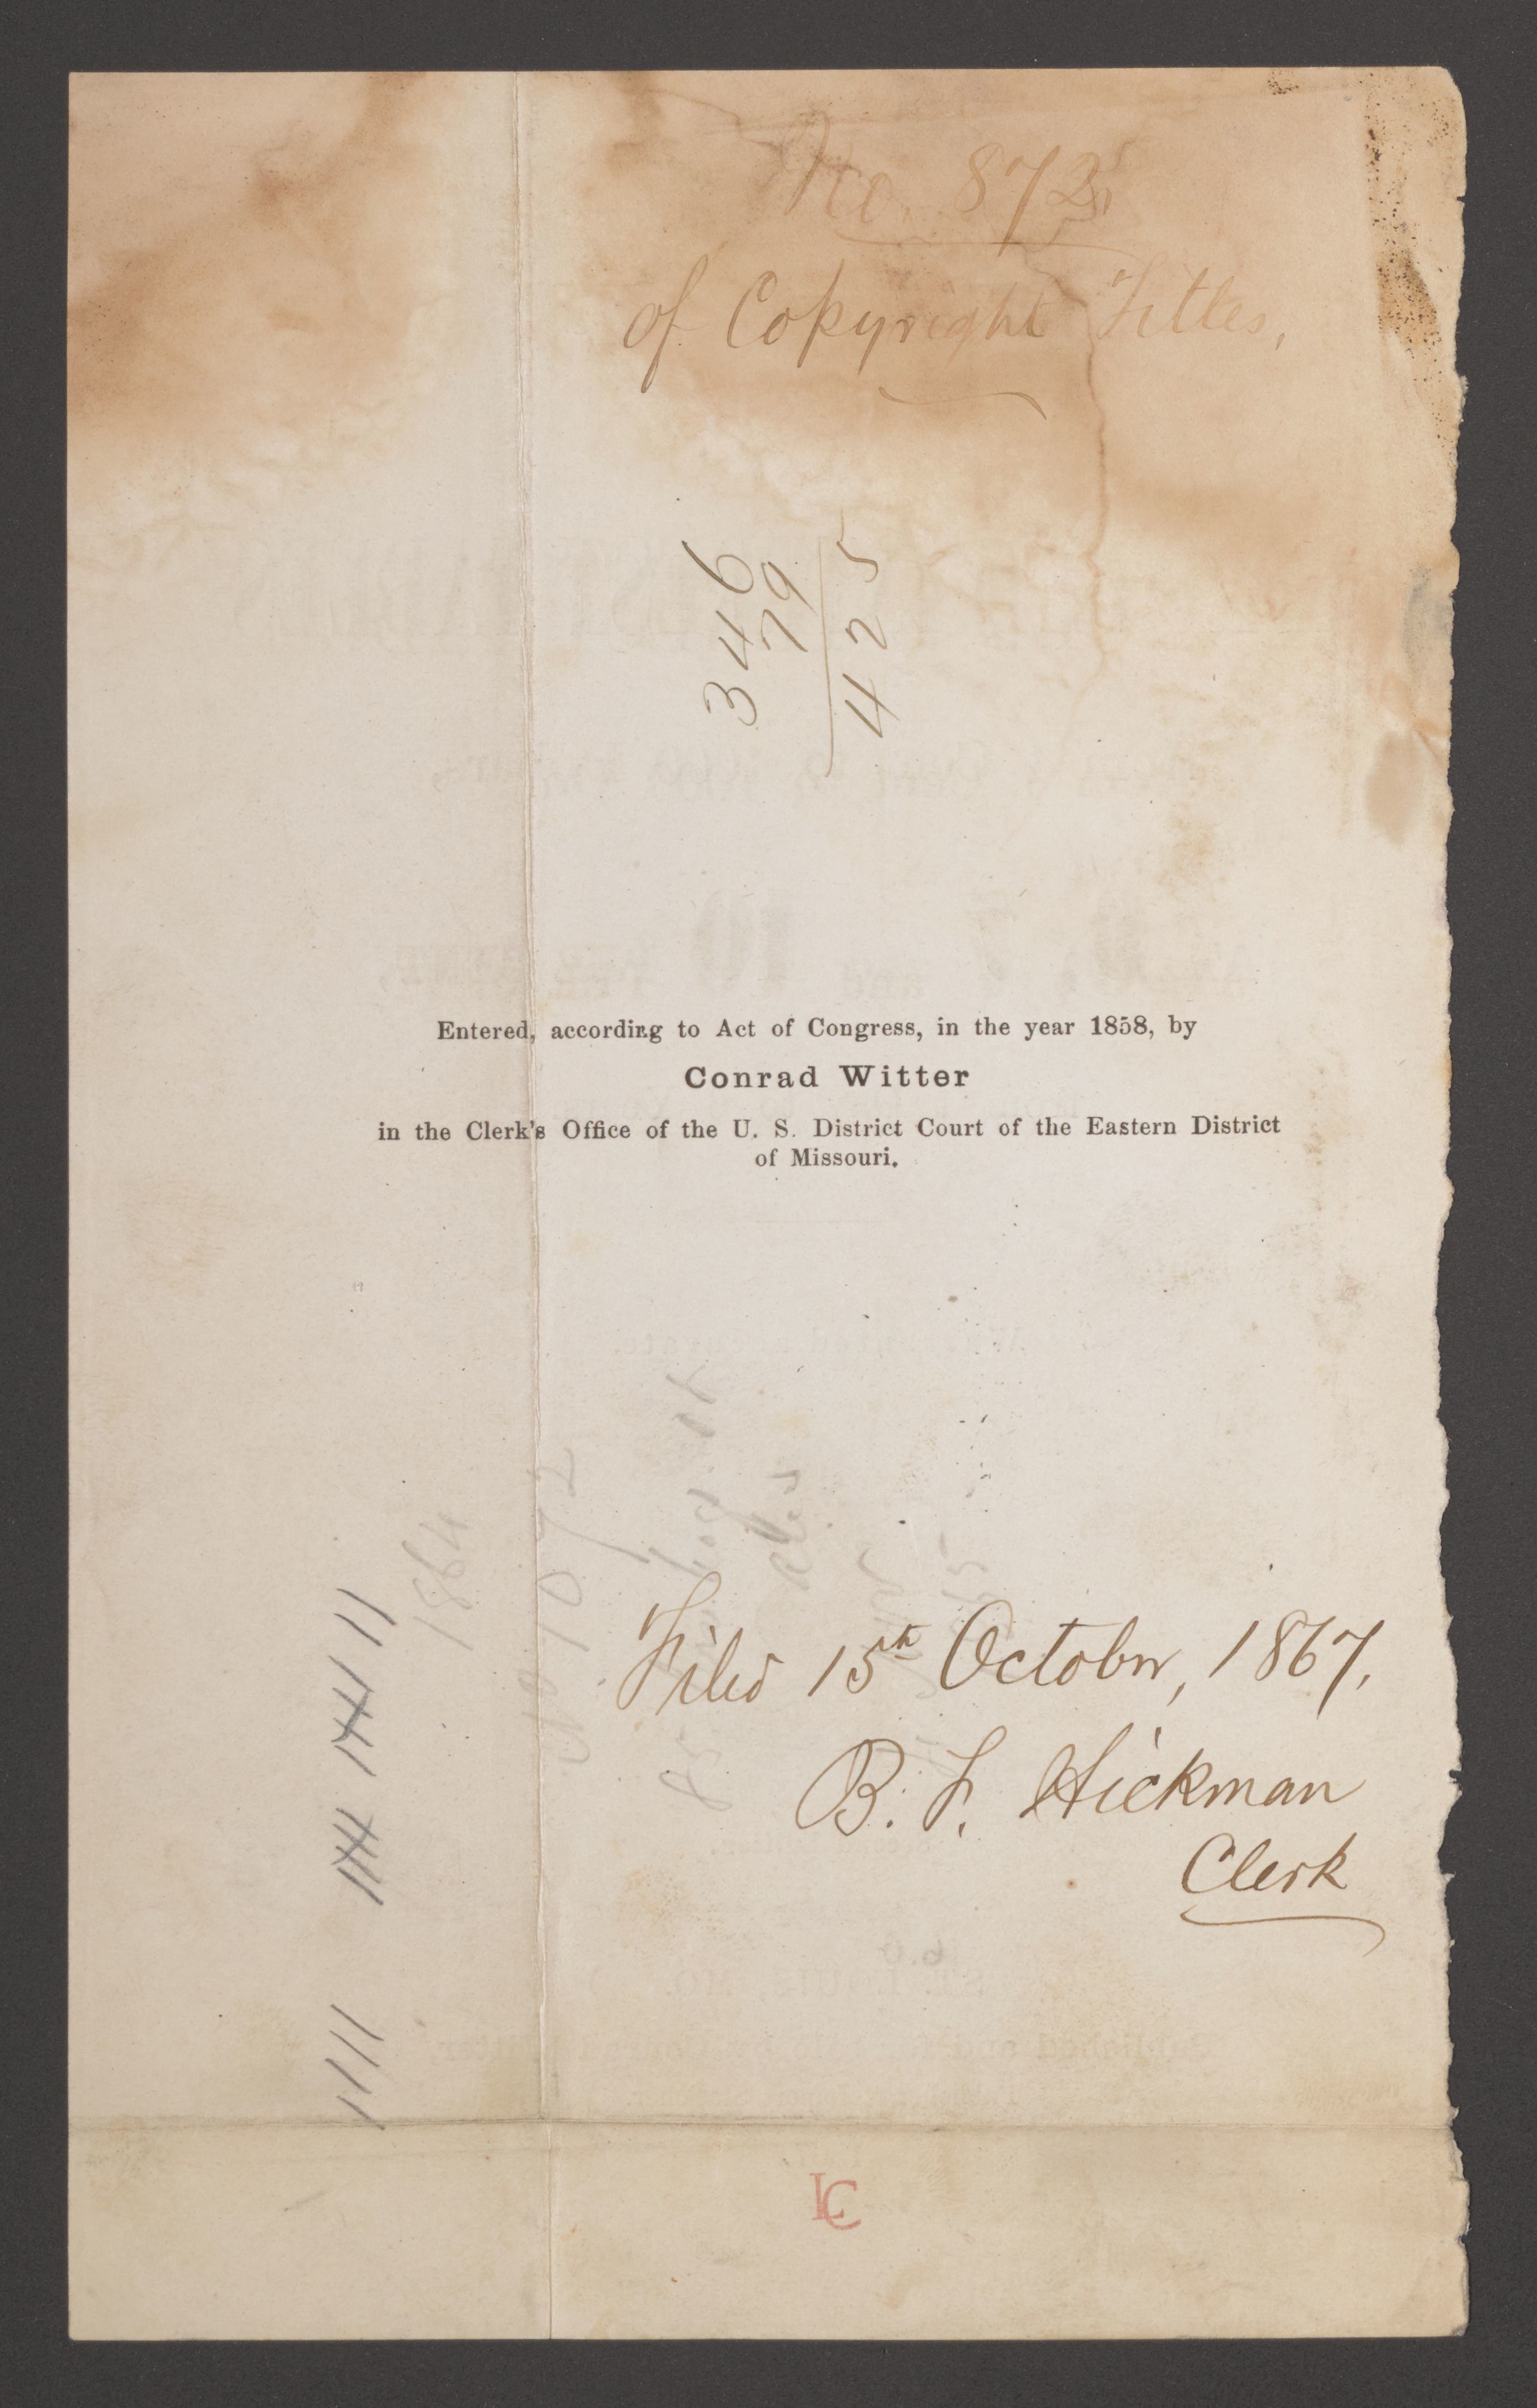 No. 872,
of Copyright Titles,
346
79
425
Entered, according to Act of Congress, in the year 1858, by
Conrad Witter
in the Clerk's Office of the U. S. District Court of the Eastern District
of Missouri.
1864
Filed 15th October, 1867,
B. F. Hickman
Clerk
LC